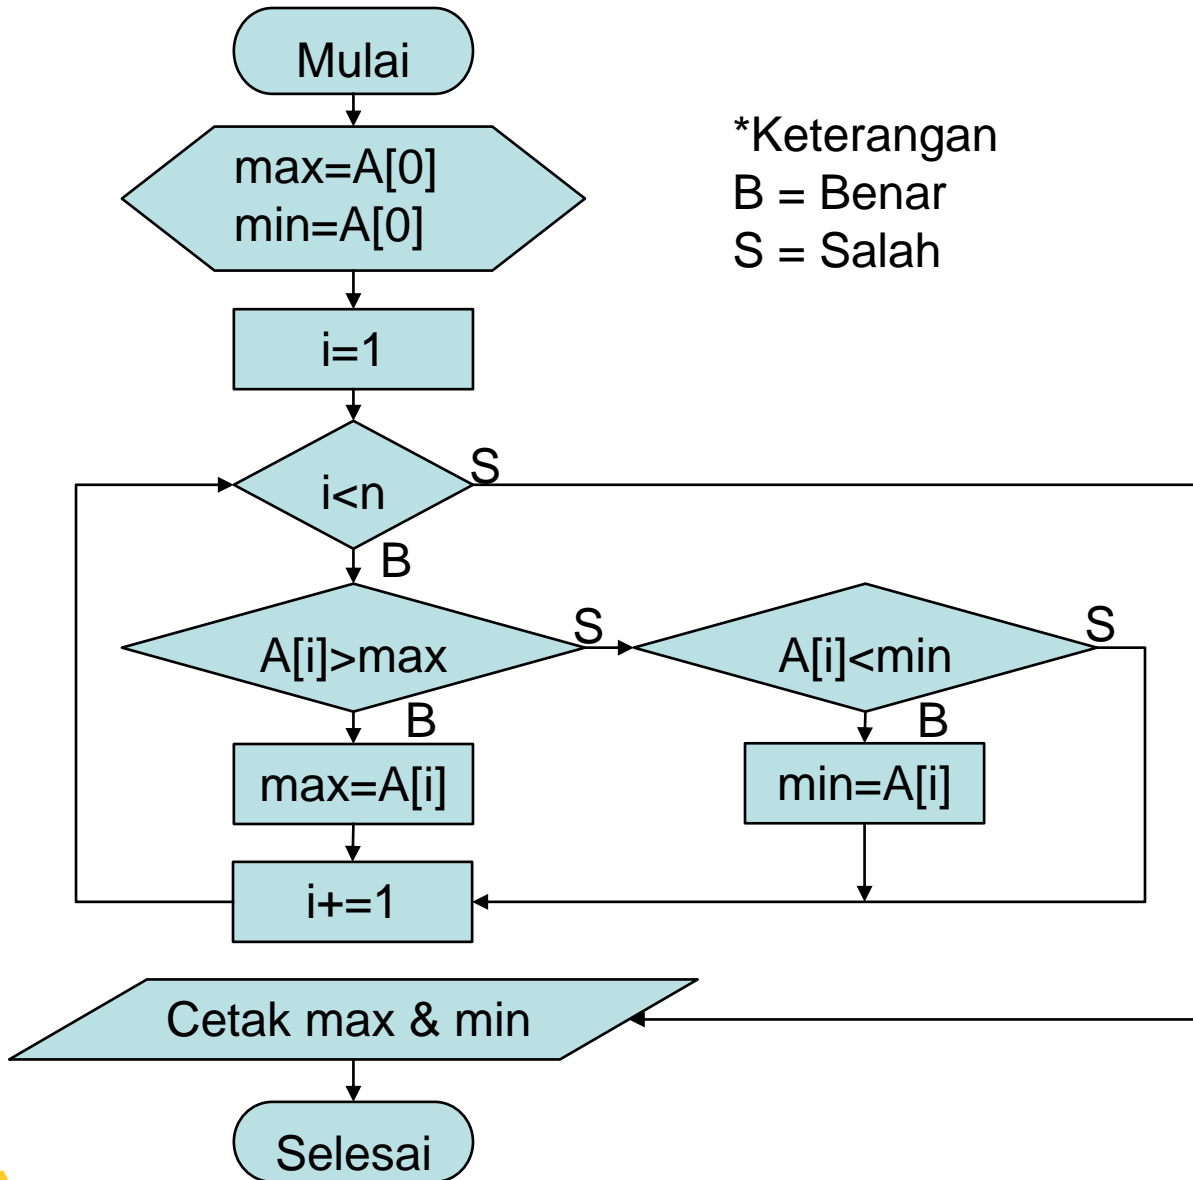 Mulai
max=A[0]
min=A[0]
*Keterangan
B = Benar
S = Salah
i=1
i<n
S
B
A[i]>max
S
A[i]<min
S
B
B
max=A[i]
min=A[i]
i+=1
Cetak max & min
Selesai